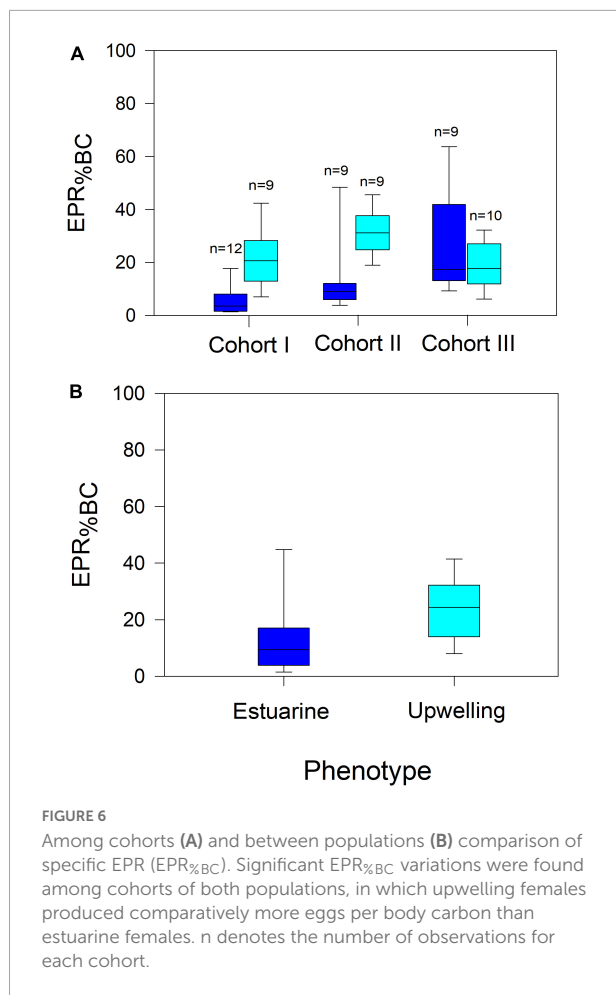 A
100
80
60
40
20
0
EPR%BC
n=12
n=9
n=9
n=9
n=9
n=10
Cohort I Cohort II Cohort III
B
100
80
60
40
20
0
EPR%BC
Estuarine Upwelling
Phenotype
FIGURE 6
Among cohorts (A) and between populations (B) comparison of
specific EPR (EPR%BC). Significant EPR%BC variations were found
among cohorts of both populations, in which upwelling females
produced comparatively more eggs per body carbon than
estuarine females. n denotes the number of observations for
each cohort.